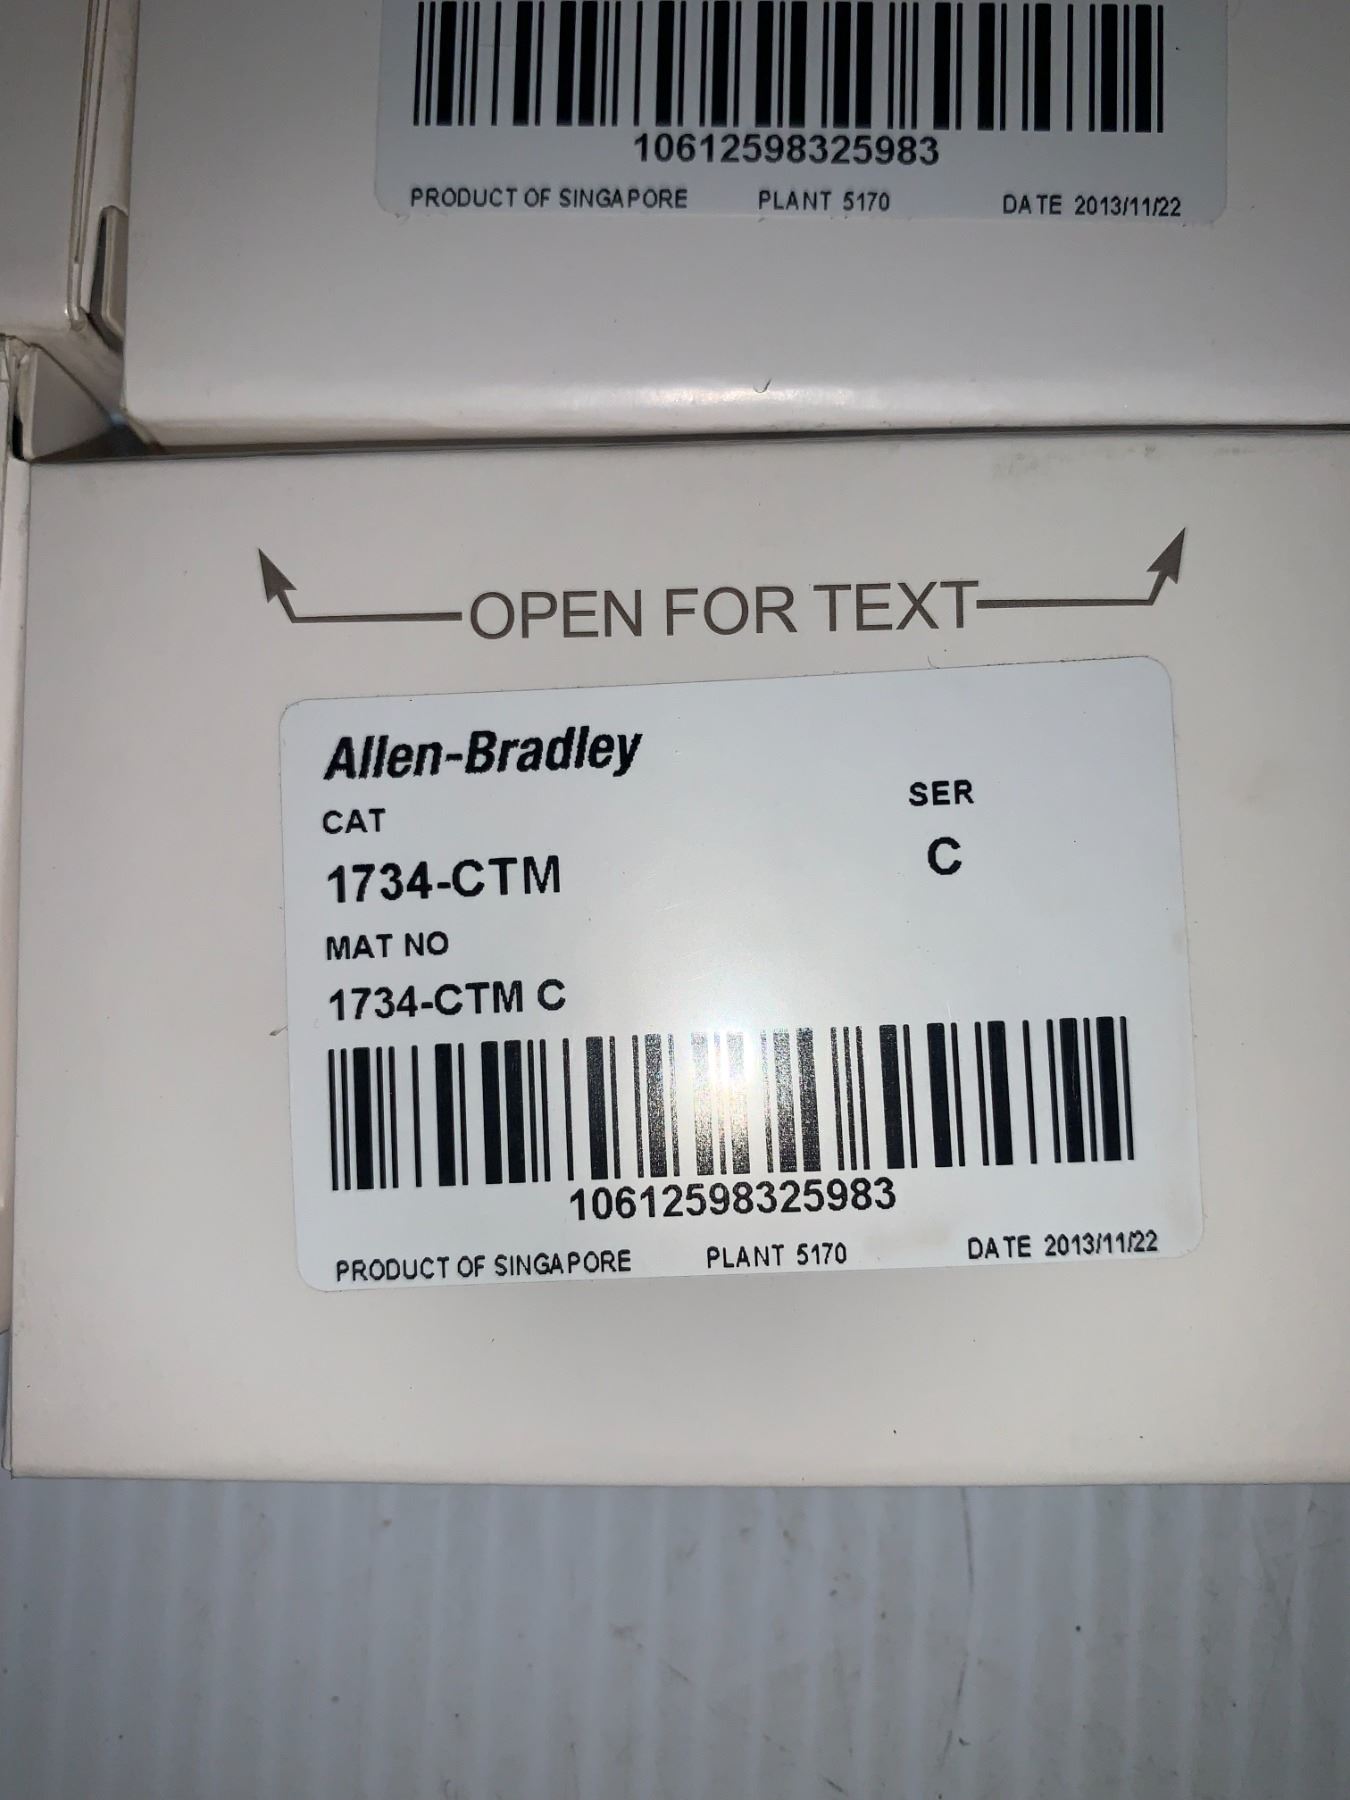 10612598325983
PRODUCT OF SINGAPORE PLANT 5170 DATE 2013/11/22
OPEN FOR TEXT
Allen-Bradley
CAT SER
1734-CTM C
MAT NO
1734-CTM C
10612598325983
PRODUCT OF SINGAPORE PLANT 5170 DATE 2013/11/22